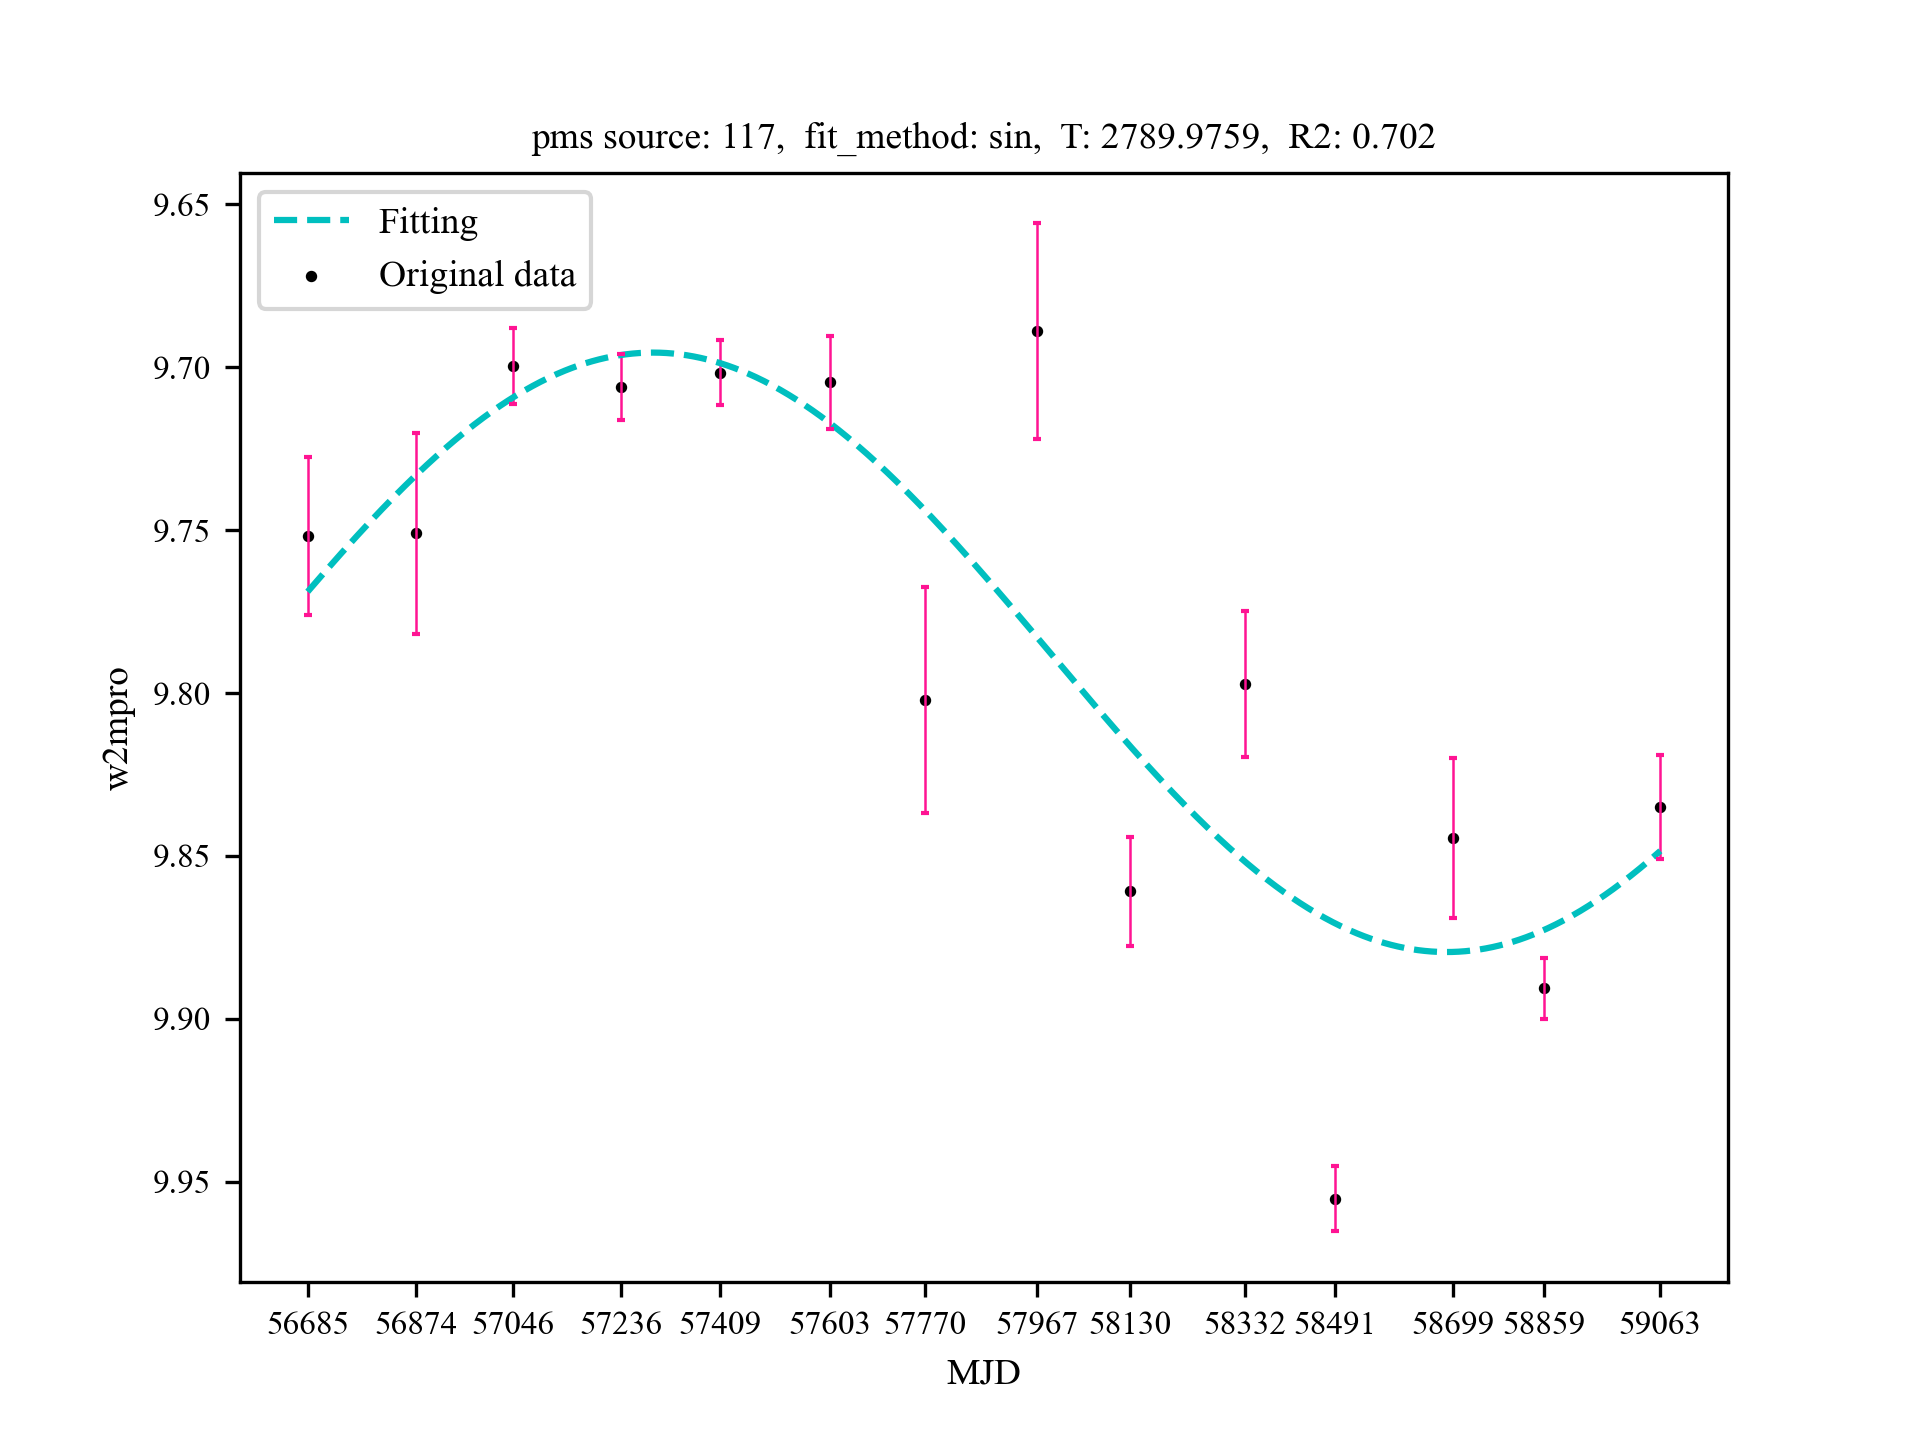 pms source: 117,  fit_method: sin,  T: 2789.9759,  R2: 0.702
Fitting
Original data
9.65
9.70
9.75
9.80
9.85
9.90
9.95
w2mpro
56685 56874 57046 57236 57409 57603 57770 57967 58130 58332 58491 58699 58859 59063
MJD